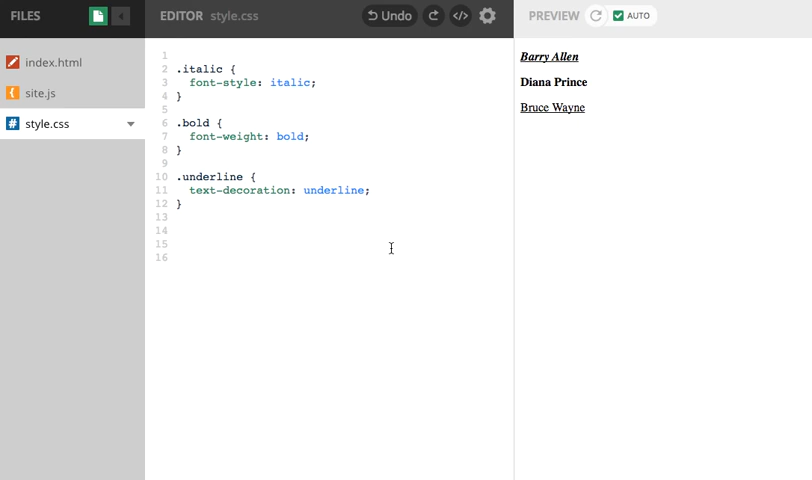 FILES
EDITOR style.css
Undo
</>
PREVIEW
AUTO
index.html
site.js
style.css
1
2 .italic {
3 font-style: italic;
4 }
5
6 .bold {
7 font-weight: bold;
8 }
9
10 .underline {
11 text-decoration: underline;
12 }
13
14
15
16
Barry Allen
Diana Prince
Bruce Wayne